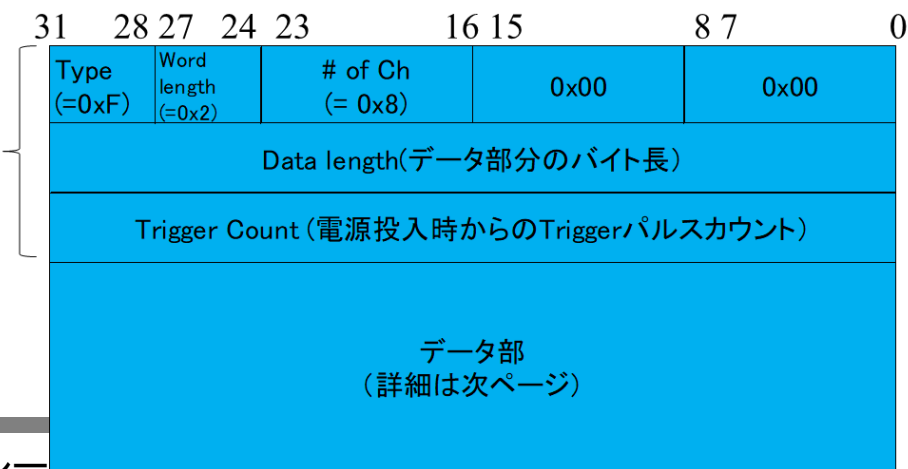 31 28 27 24 23 16 15 8 7 0
Type
(=0xF)
Word
length
(=0x2)
# of Ch
(= 0x8)
0x00
0x00
Data length(データ部分のバイト長)
Trigger Count (電源投入時からのTriggerパルスカウント)
データ部
(詳細は次ページ)